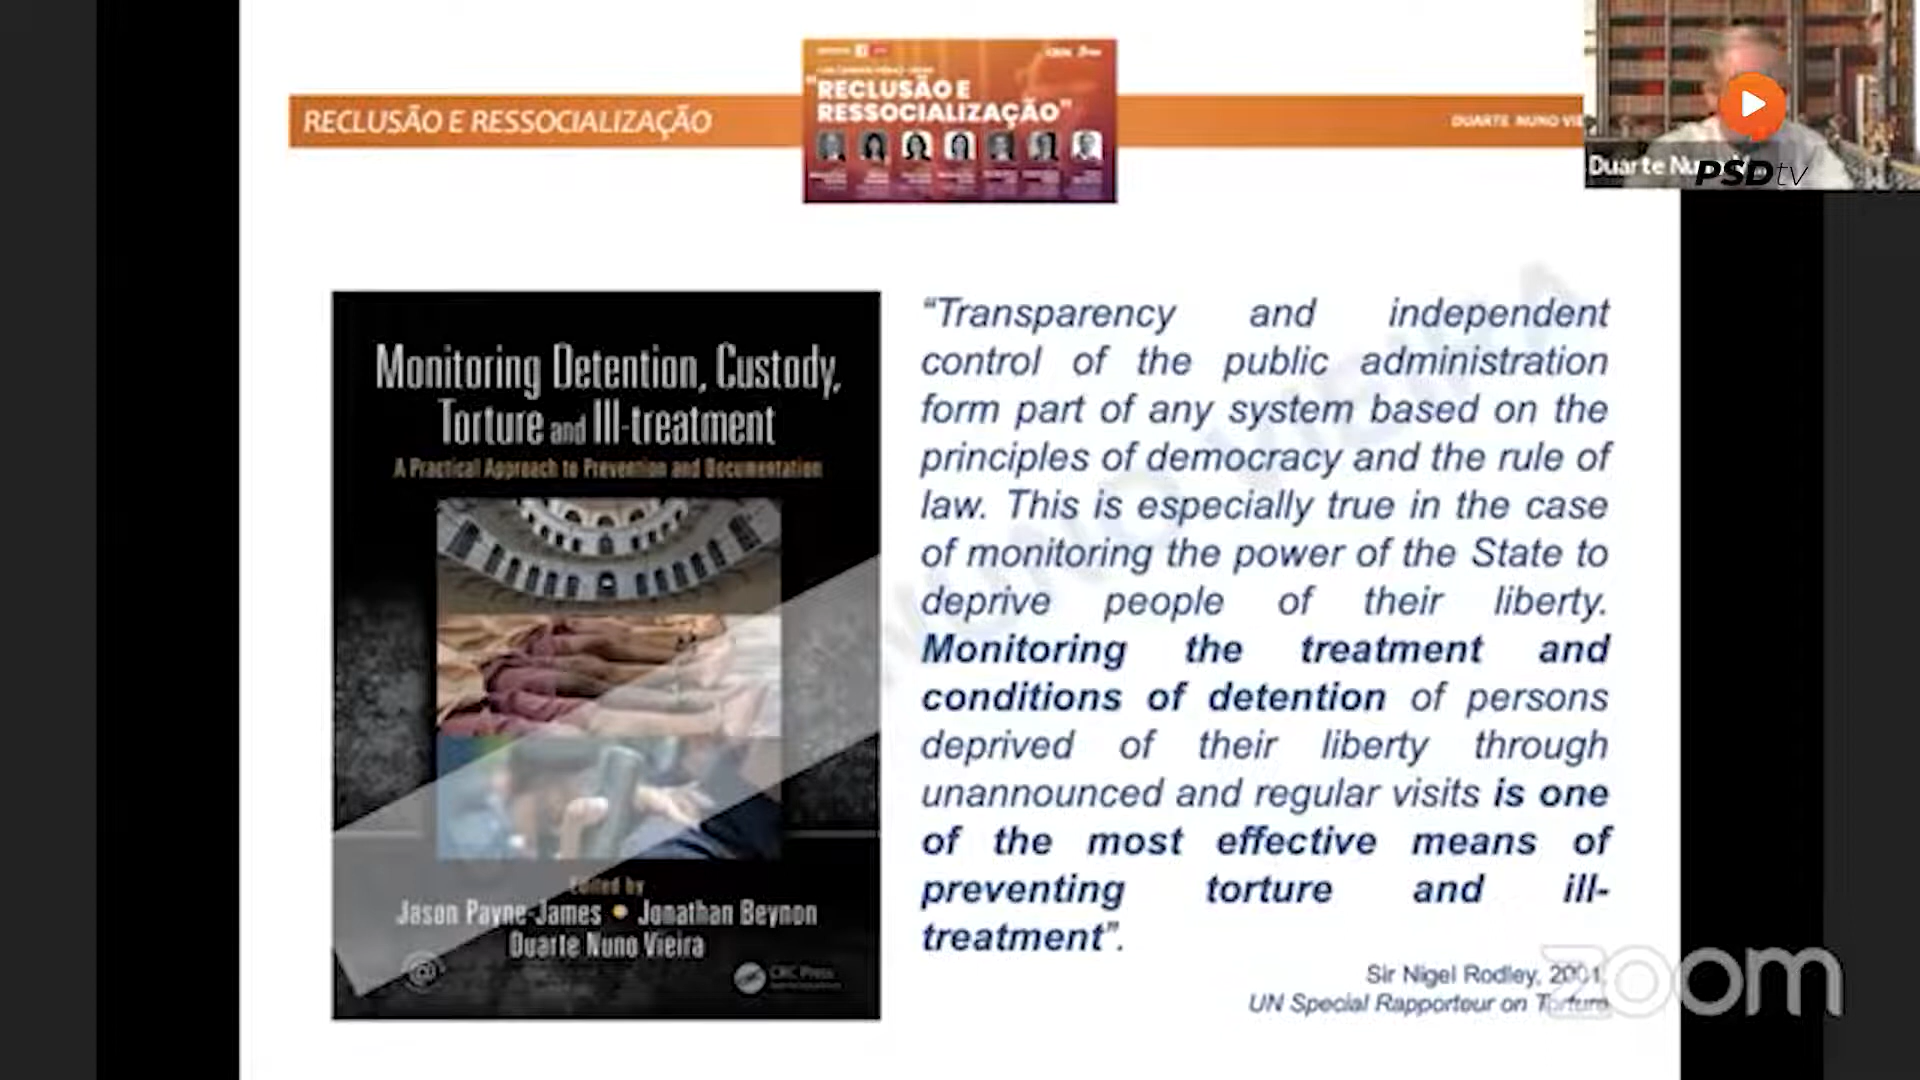 RECLUSÃO E RESSOCIALIZAÇÃO
"RECLUSÃO E
RESSOCIALIZAÇÃO"
DUARTE NUNO VIE
Duarte Nu
PSDtv
Monitoring Detention, Custody,
Torture and Ill-treatment
A Practical Approach to Prevention and Documentation
Edited by
Jason Payne-James • Jonathan Beynon
Duarte Nuno Vieira
CRC Press
“Transparency and independent
control of the public administration
form part of any system based on the
principles of democracy and the rule of
law. This is especially true in the case
of monitoring the power of the State to
deprive people of their liberty.
Monitoring the treatment and
conditions of detention of persons
deprived of their liberty through
unannounced and regular visits is one
of the most effective means of
preventing torture and ill-
treatment”.
Sir Nigel Rodley, 2001,
UN Special Rapporteur on Torture
zoom